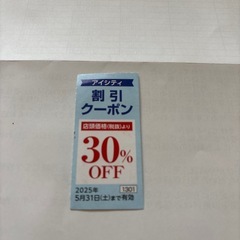 アイシティ
割引
クーポン
店頭価格(税抜)より
30%
OFF
2025年 1301
5月31日(土)まで有効